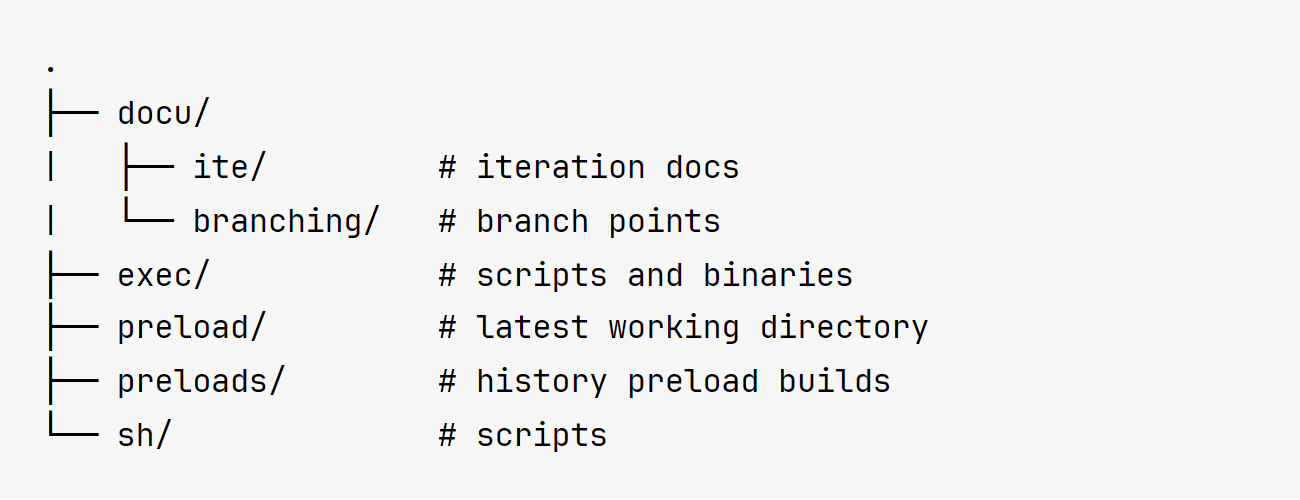 .
├── docu/
│   ├── ite/         # iteration docs
│   └── branching/   # branch points
├── exec/            # scripts and binaries
├── preload/         # latest working directory
├── preloads/        # history preload builds
└── sh/              # scripts